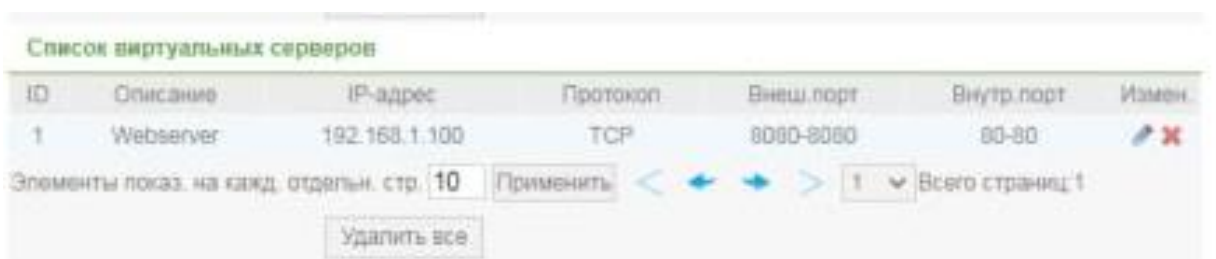 Список виртуальных серверов
ID Описание IP-адрес Протокол Внеш.порт Внутр.порт Измен.
1 Webserver 192.168.1.100 TCP 8080-8080 80-80
Элементы показ. на кажд. отдельн. стр. 10 Применить 1 Всего страниц:1
Удалить все